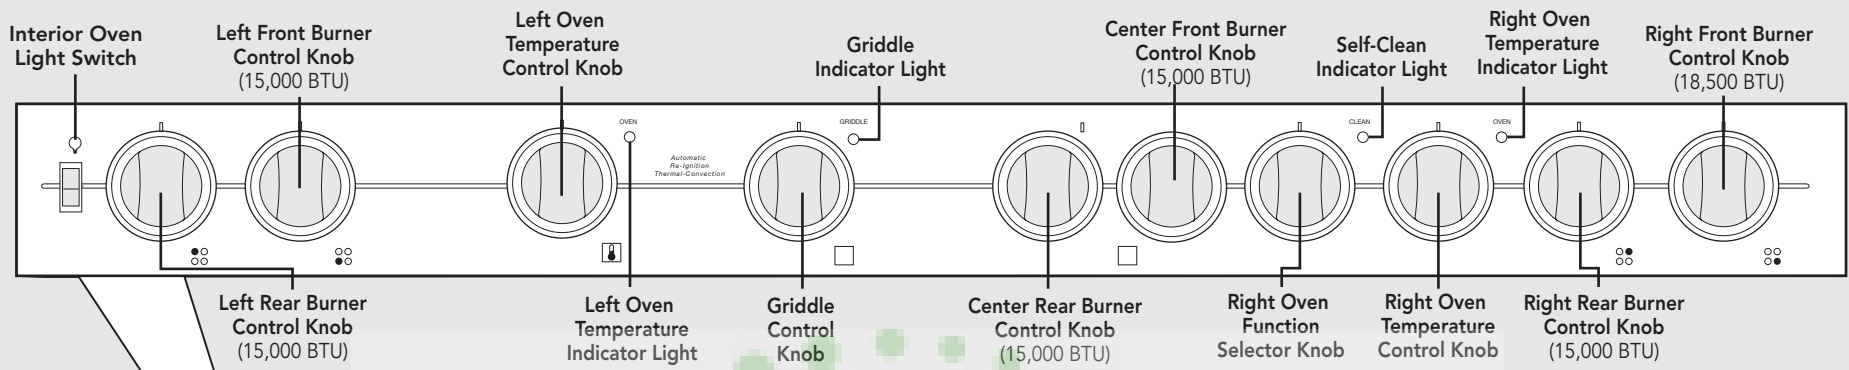 Interior Oven
Light Switch
Left Front Burner
Control Knob
(15,000 BTU)
Left Oven
Temperature
Control Knob
Griddle
Indicator Light
Center Front Burner
Control Knob
(15,000 BTU)
Self-Clean
Indicator Light
Right Oven
Temperature
Indicator Light
Right Front Burner
Control Knob
(18,500 BTU)
OVEN
Automatic
Re-Ignition
Thermal-Convection
GRIDDLE
CLEAN
OVEN
Left Rear Burner
Control Knob
(15,000 BTU)
Left Oven
Temperature
Indicator Light
Griddle
Control
Knob
Center Rear Burner
Control Knob
(15,000 BTU)
Right Oven
Function
Selector Knob
Right Oven
Temperature
Control Knob
Right Rear Burner
Control Knob
(15,000 BTU)